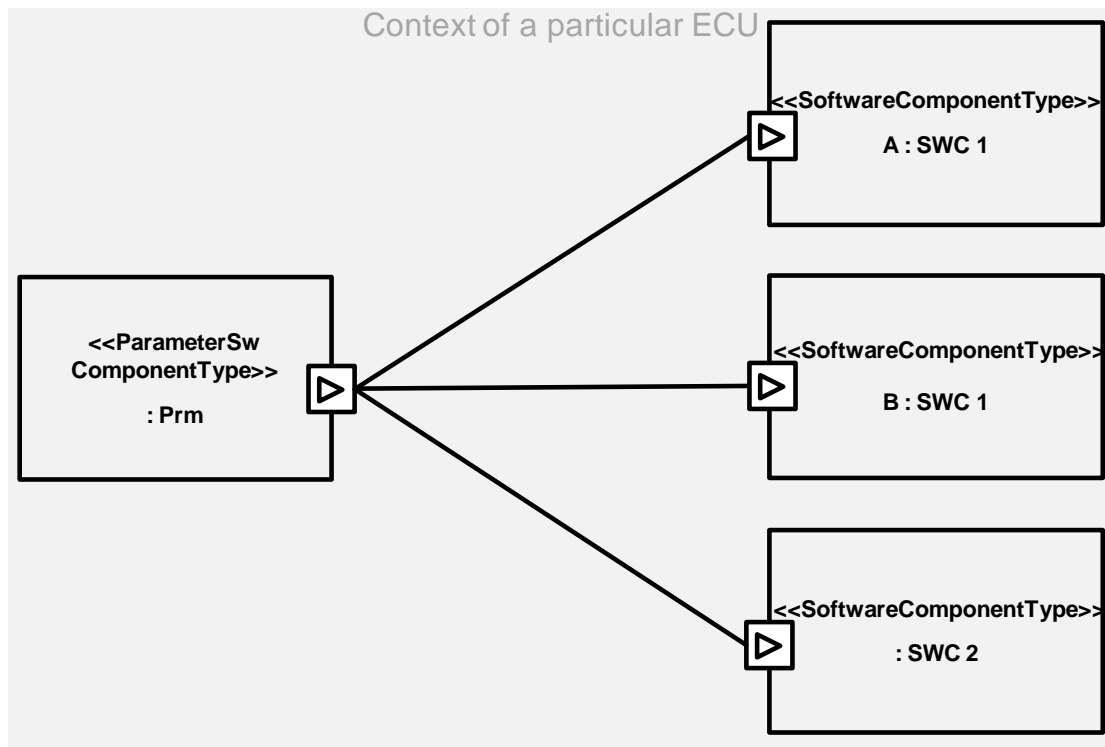 Context of a particular ECU
<<SoftwareComponentType>>
A : SWC 1
<<ParameterSw
ComponentType>>
: Prm
<<SoftwareComponentType>>
B : SWC 1
<<SoftwareComponentType>>
: SWC 2